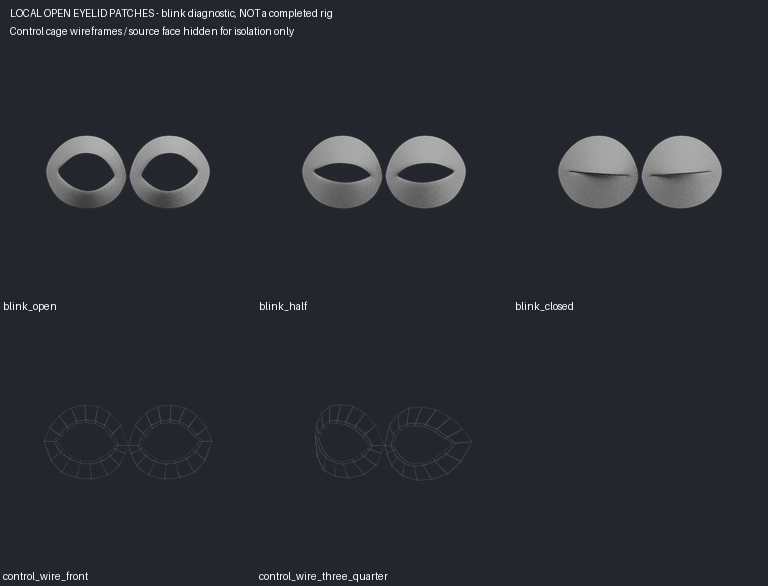 LOCAL OPEN EYELID PATCHES - blink diagnostic, NOT a completed rig
Control cage wireframes / source face hidden for isolation only
blink_open
blink_half
blink_closed
control_wire_front
control_wire_three_quarter